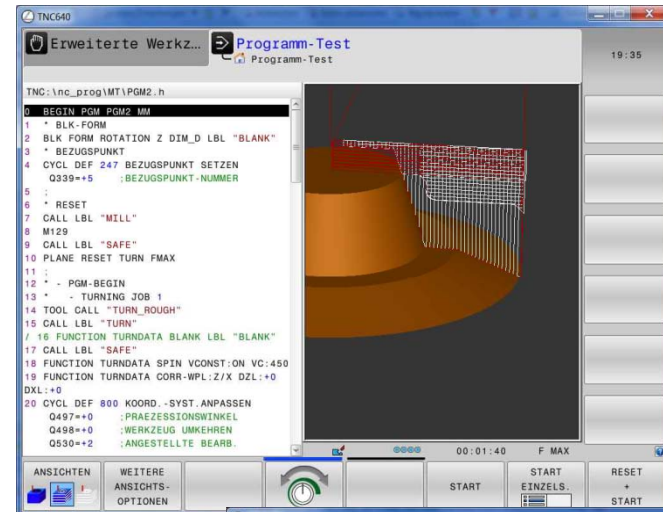 TNC640
Erweiterte Werkz...
Programm-Test
Programm-Test
19:35
TNC:\nc_prog\MT\PGM2.h
0 BEGIN PGM PGM2 MM
1 * BLK-FORM
2 BLK FORM ROTATION Z DIM_D LBL "BLANK"
3 * BEZUGSPUNKT
4 CYCL DEF 247 BEZUGSPUNKT SETZEN
Q339=+5 ;BEZUGSPUNKT-NUMMER
5 ;
6 * RESET
7 CALL LBL "MILL"
8 M129
9 CALL LBL "SAFE"
10 PLANE RESET TURN FMAX
11 ;
12 * - PGM-BEGIN
13 * - TURNING JOB 1
14 TOOL CALL "TURN_ROUGH"
15 CALL LBL "TURN"
/ 16 FUNCTION TURNDATA BLANK LBL "BLANK"
17 CALL LBL "SAFE"
18 FUNCTION TURNDATA SPIN VCONST:ON VC:450
19 FUNCTION TURNDATA CORR-WPL:Z/X DZL:+0
DXL:+0
20 CYCL DEF 800 KOORD.-SYST.ANPASSEN
Q497=+0 ;PRAEZESSIONSWINKEL
Q498=+0 ;WERKZEUG UMKEHREN
Q530=+2 ;ANGESTELLTE BEARB.
00:01:40 F MAX
ANSICHTEN
WEITERE
ANSICHTS-
OPTIONEN
START
START
EINZELS.
RESET
+
START